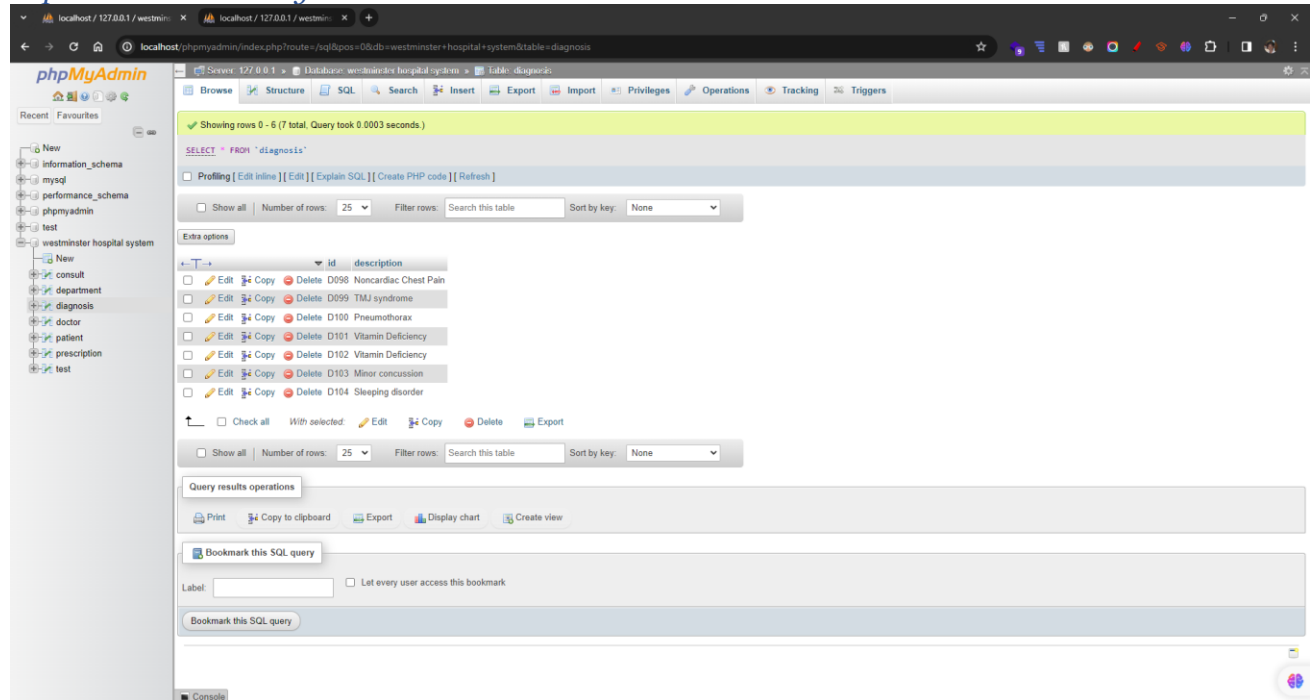 localhost / 127.0.0.1 / westmins
localhost / 127.0.0.1 / westmins
localhost/phpmyadmin/index.php?route=/sql&pos=0&db=westminster+hospital+system&table=diagnosis
phpMyAdmin
Recent Favourites
New
information_schema
mysql
performance_schema
phpmyadmin
test
westminster hospital system
New
consult
department
diagnosis
doctor
patient
prescription
test
Server: 127.0.0.1 » Database: westminster hospital system » Table: diagnosis
Browse Structure SQL Search Insert Export Import Privileges Operations Tracking Triggers
Showing rows 0 - 6 (7 total, Query took 0.0003 seconds.)
SELECT * FROM `diagnosis`
Profiling [ Edit inline ] [ Edit ] [ Explain SQL ] [ Create PHP code ] [ Refresh ]
Show all | Number of rows: 25 Filter rows: Search this table Sort by key: None
Extra options
←T→ id description
Edit Copy Delete D098 Noncardiac Chest Pain
Edit Copy Delete D099 TMJ syndrome
Edit Copy Delete D100 Pneumothorax
Edit Copy Delete D101 Vitamin Deficiency
Edit Copy Delete D102 Vitamin Deficiency
Edit Copy Delete D103 Minor concussion
Edit Copy Delete D104 Sleeping disorder
Check all With selected: Edit Copy Delete Export
Show all | Number of rows: 25 Filter rows: Search this table Sort by key: None
Query results operations
Print Copy to clipboard Export Display chart Create view
Bookmark this SQL query
Label: Let every user access this bookmark
Bookmark this SQL query
Console